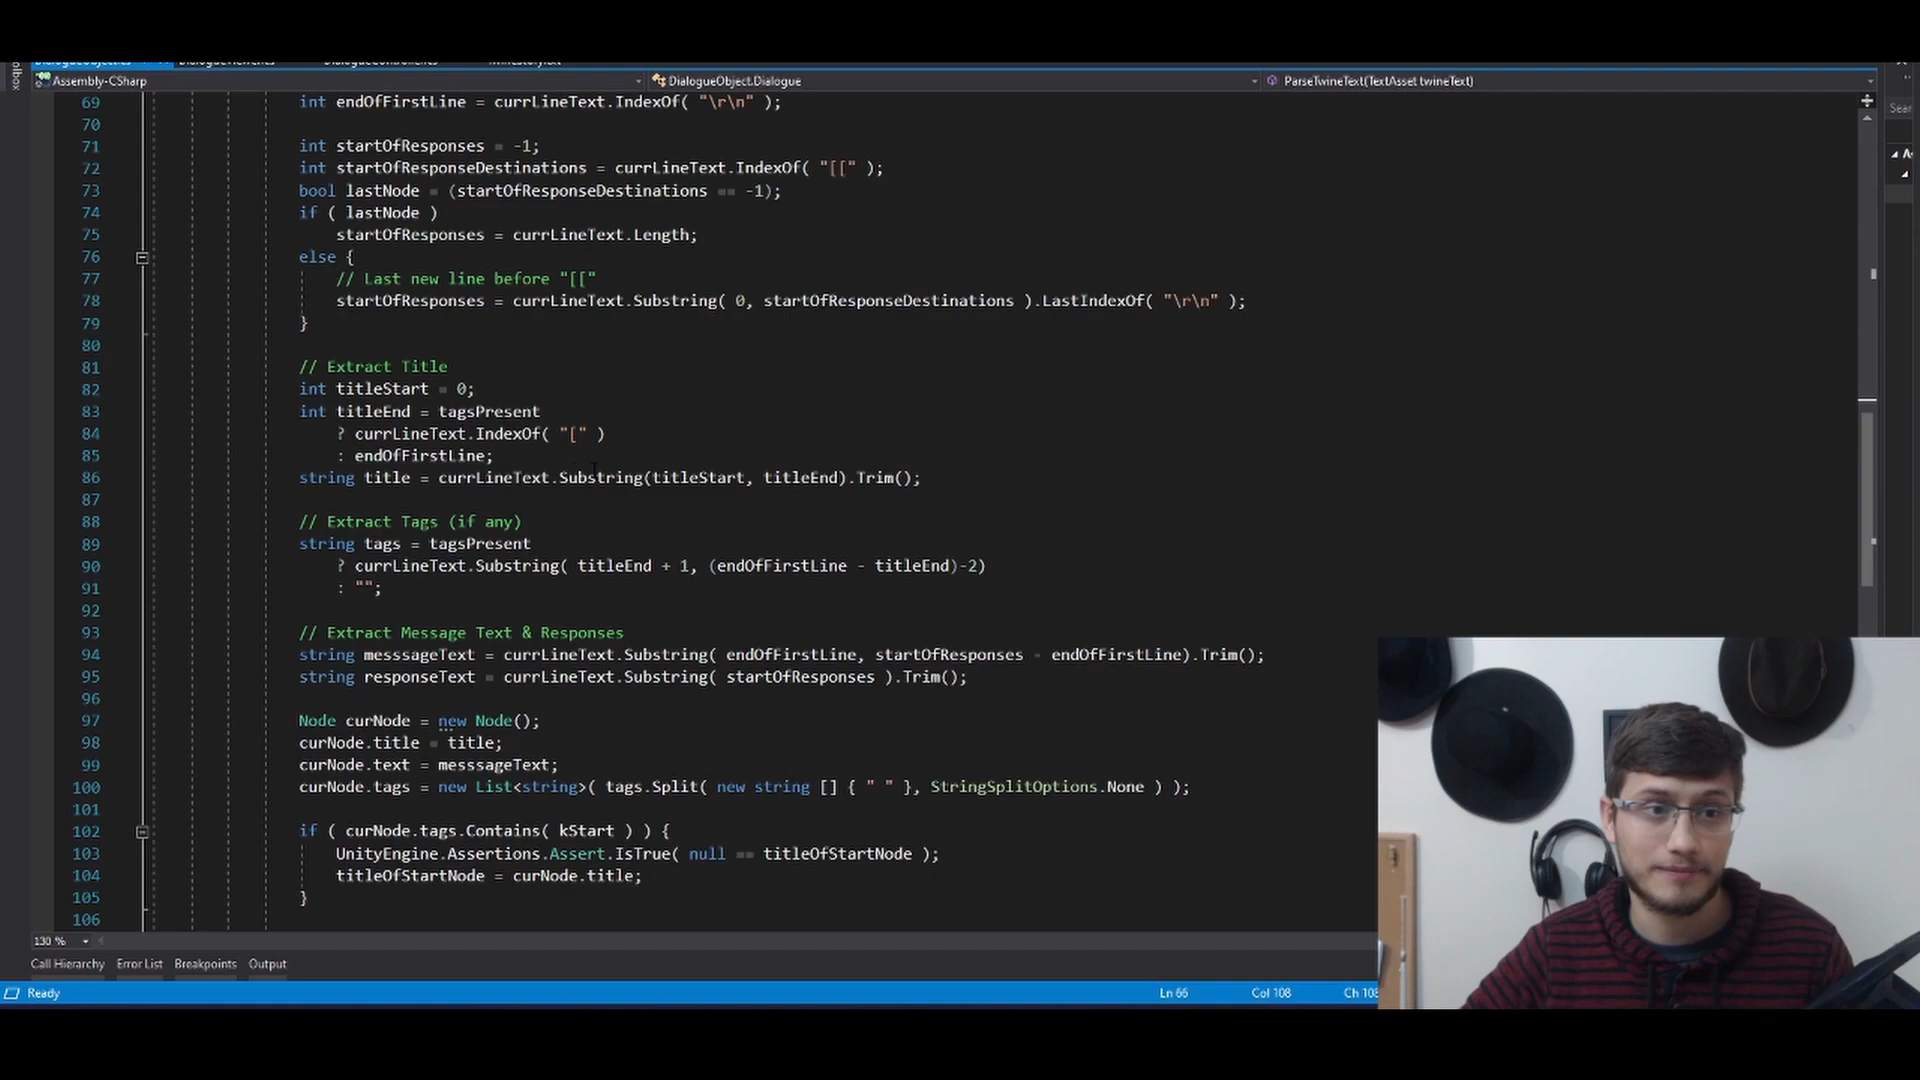 Assembly-CSharp
DialogueObject.Dialogue
ParseTwineText(TextAsset twineText)
69 int endOfFirstLine = currLineText.IndexOf( "\r\n" );
70
71 int startOfResponses = -1;
72 int startOfResponseDestinations = currLineText.IndexOf( "[[" );
73 bool lastNode = (startOfResponseDestinations == -1);
74 if ( lastNode )
75 startOfResponses = currLineText.Length;
76 else {
77 // Last new line before "[["
78 startOfResponses = currLineText.Substring( 0, startOfResponseDestinations ).LastIndexOf( "\r\n" );
79 }
80
81 // Extract Title
82 int titleStart = 0;
83 int titleEnd = tagsPresent
84 ? currLineText.IndexOf( "[" )
85 : endOfFirstLine;
86 string title = currLineText.Substring(titleStart, titleEnd).Trim();
87
88 // Extract Tags (if any)
89 string tags = tagsPresent
90 ? currLineText.Substring( titleEnd + 1, (endOfFirstLine - titleEnd)-2)
91 : "";
92
93 // Extract Message Text & Responses
94 string messsageText = currLineText.Substring( endOfFirstLine, startOfResponses - endOfFirstLine).Trim();
95 string responseText = currLineText.Substring( startOfResponses ).Trim();
96
97 Node curNode = new Node();
98 curNode.title = title;
99 curNode.text = messsageText;
100 curNode.tags = new List<string>( tags.Split( new string [] { " " }, StringSplitOptions.None ) );
101
102 if ( curNode.tags.Contains( kStart ) ) {
103 UnityEngine.Assertions.Assert.IsTrue( null == titleOfStartNode );
104 titleOfStartNode = curNode.title;
105 }
106
130 %
Call Hierarchy Error List Breakpoints Output
Ready Ln 66 Col 108 Ch 108